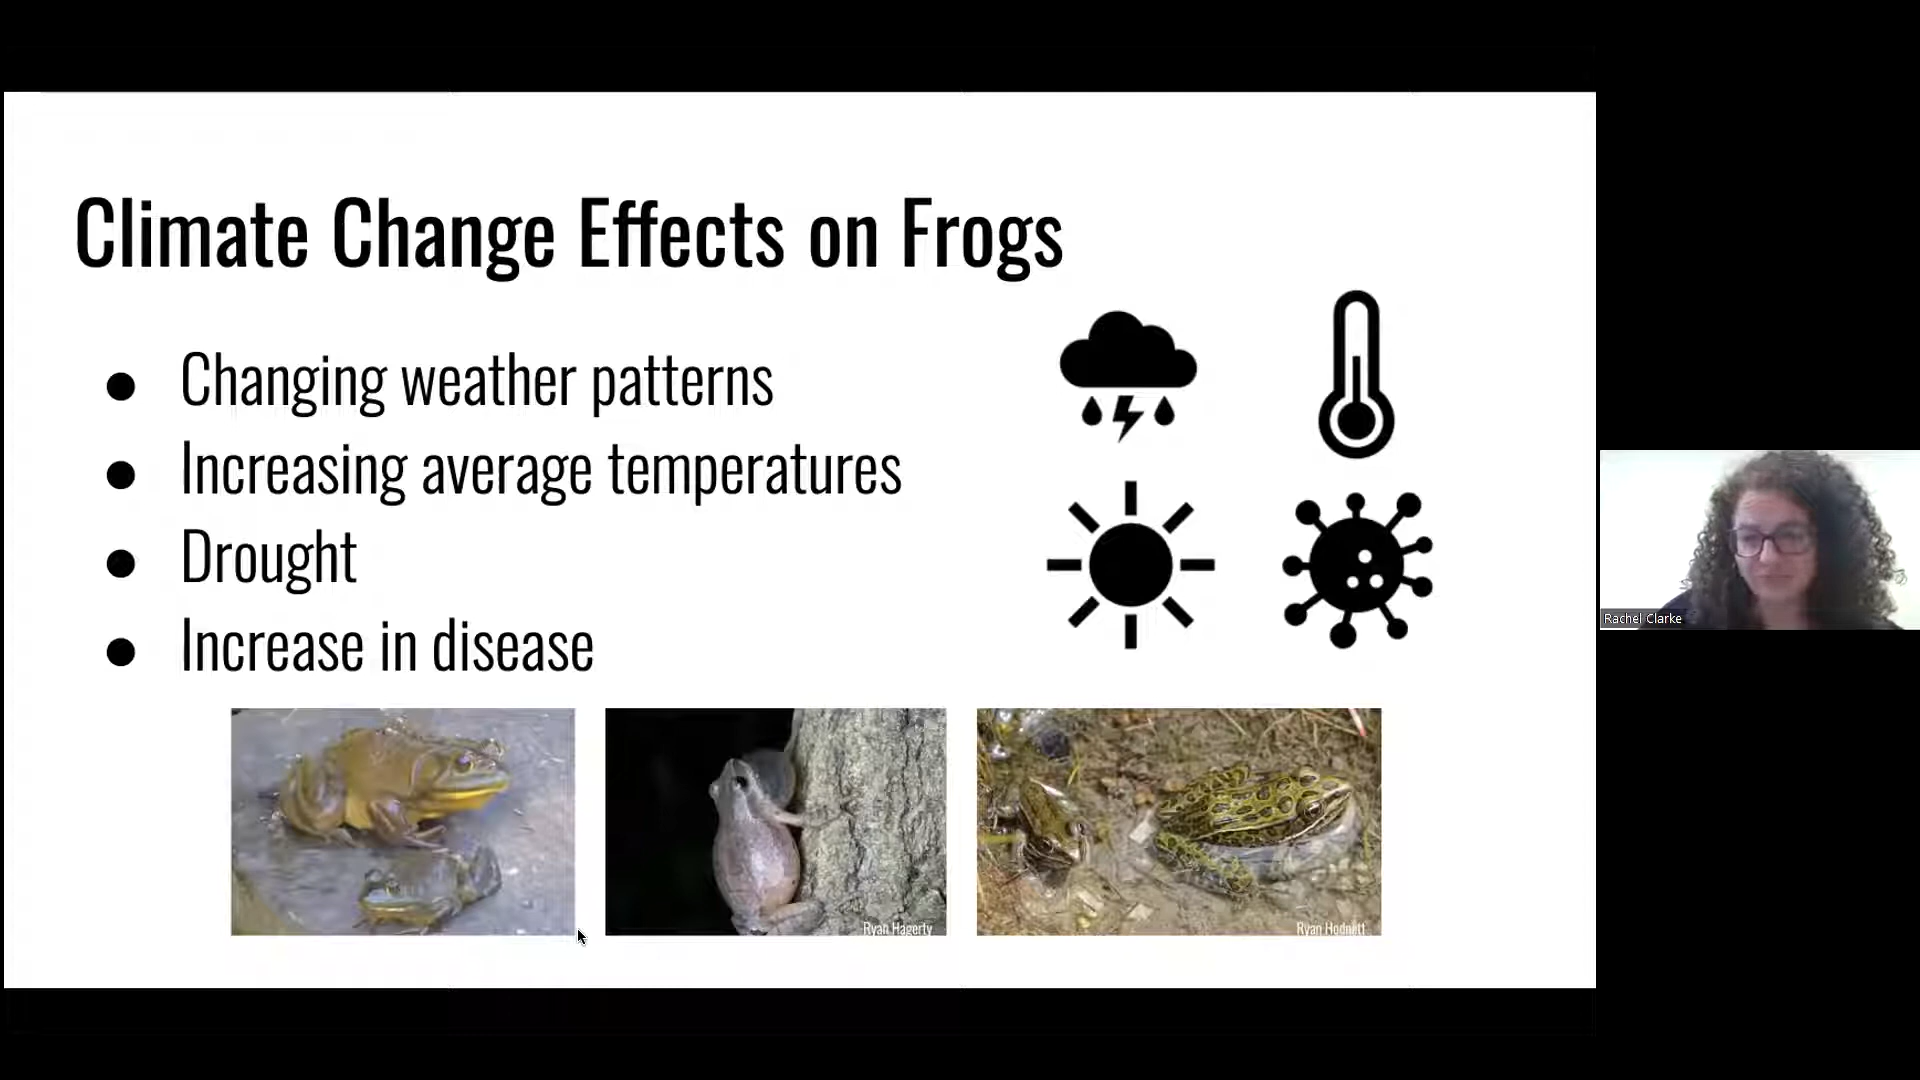 Climate Change Effects on Frogs
● Changing weather patterns
● Increasing average temperatures
● Drought
● Increase in disease
Ryan Hagerty
Ryan Hodnett
Rachel Clarke